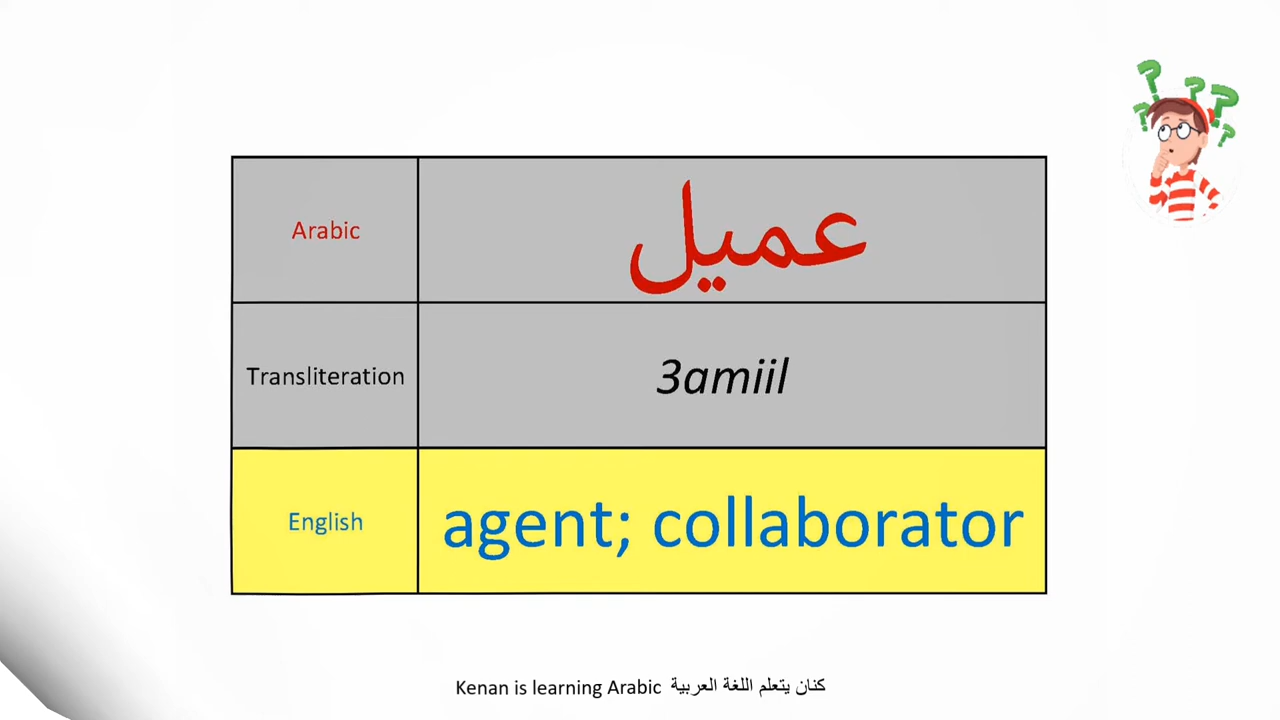 Arabic عميل
Transliteration 3amiil
English agent; collaborator
Kenan is learning Arabic كنان يتعلم اللغة العربية